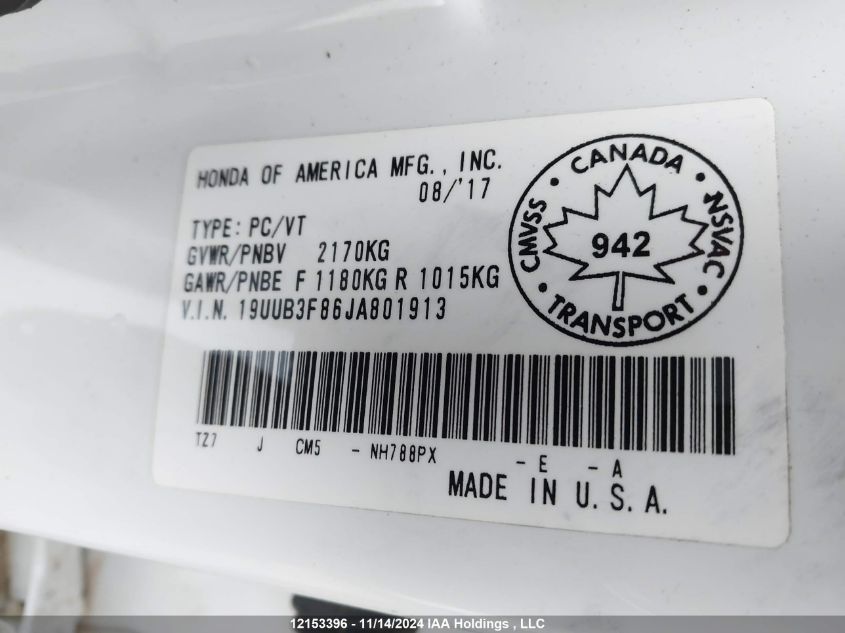 HONDA OF AMERICA MFG., INC.
08/'17
TYPE: PC/VT
GVWR/PNBV 2170KG
GAWR/PNBE F 1180KG R 1015KG
V.I.N. 19UUB3F86JA801913
CANADA
CMVSS
NSVAC
942
TRANSPORT
TZ7 J CM5 - NH788PX - E - A
MADE IN U.S.A.
12153396 - 11/14/2024 IAA Holdings , LLC